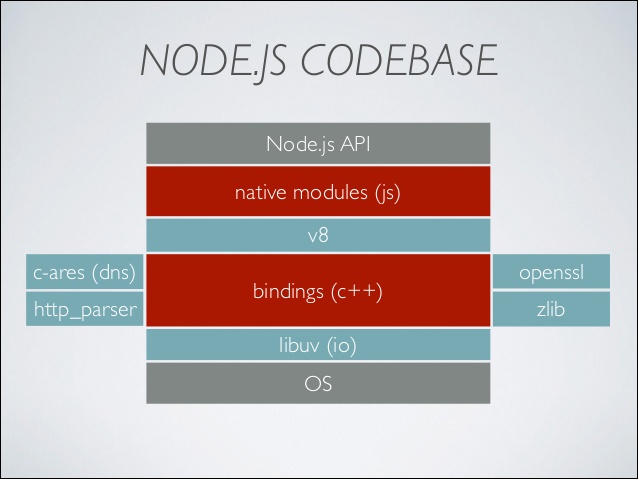 NODE.JS CODEBASE
Node.js API
native modules (js)
v8
c-ares (dns)
http_parser
bindings (c++)
openssl
zlib
libuv (io)
OS